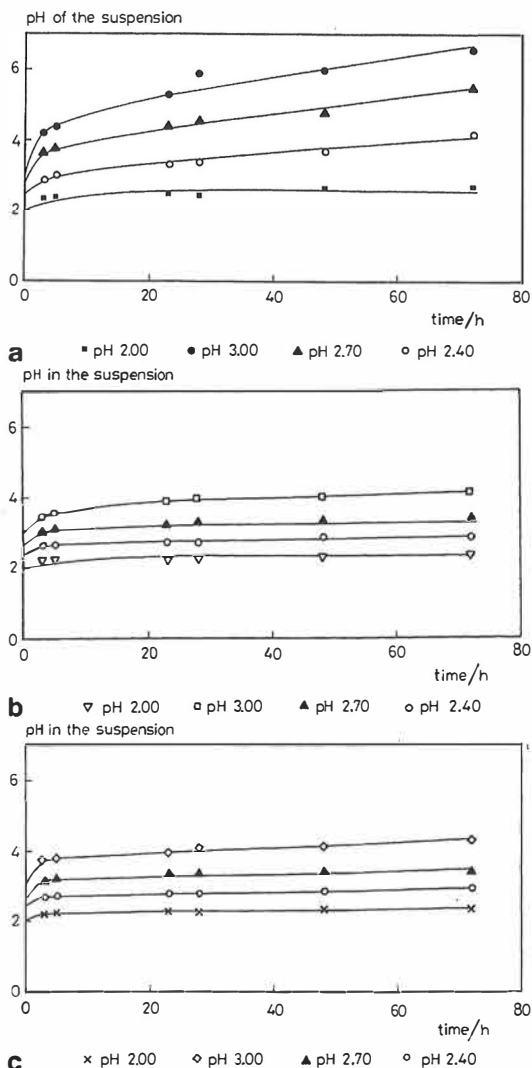 pH of the suspension
6
4
2
0
0 20 40 60 80
time/h
a ▪ pH 2.00 ● pH 3.00 ▲ pH 2.70 ○ pH 2.40
pH in the suspension
6
4
2
0
0 20 40 60 80
time/h
b ▽ pH 2.00 □ pH 3.00 ▲ pH 2.70 ○ pH 2.40
pH in the suspension
6
4
2
0
0 20 40 60 80
time/h
c × pH 2.00 ◇ pH 3.00 ▲ pH 2.70 ○ pH 2.40